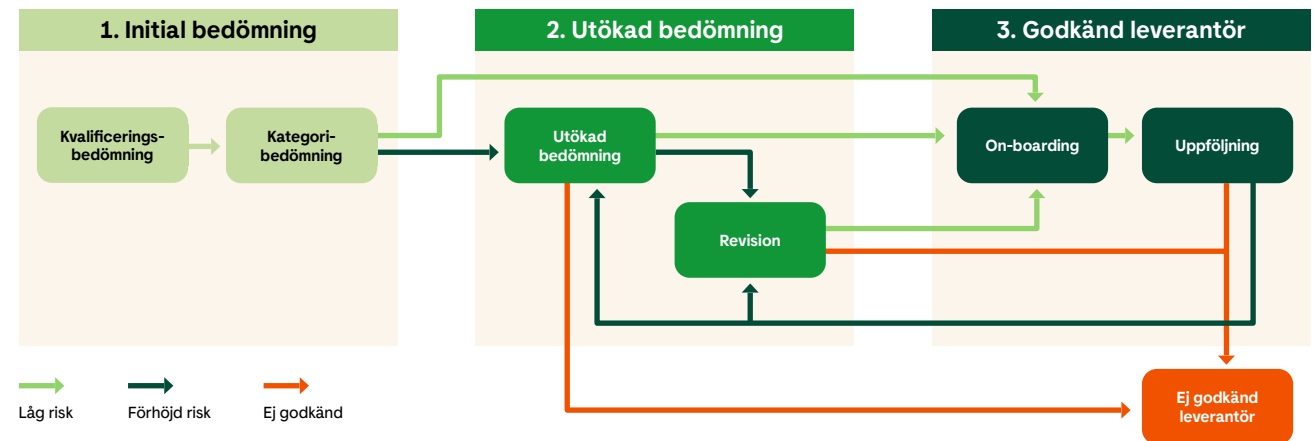 1. Initial bedömning
2. Utökad bedömning
3. Godkänd leverantör
Kvalificerings-
bedömning
Kategori-
bedömning
Utökad
bedömning
On-boarding
Uppföljning
Revision
Låg risk
Förhöjd risk
Ej godkänd
Ej godkänd
leverantör